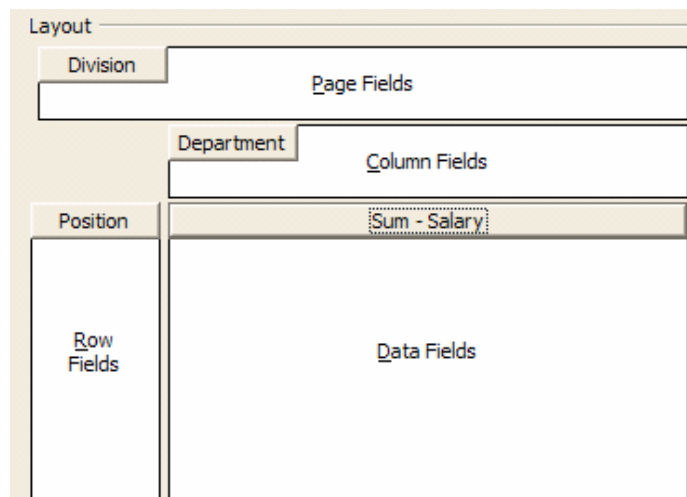 Layout
Division
Page Fields
Department
Column Fields
Position
Sum - Salary
Row
Fields
Data Fields